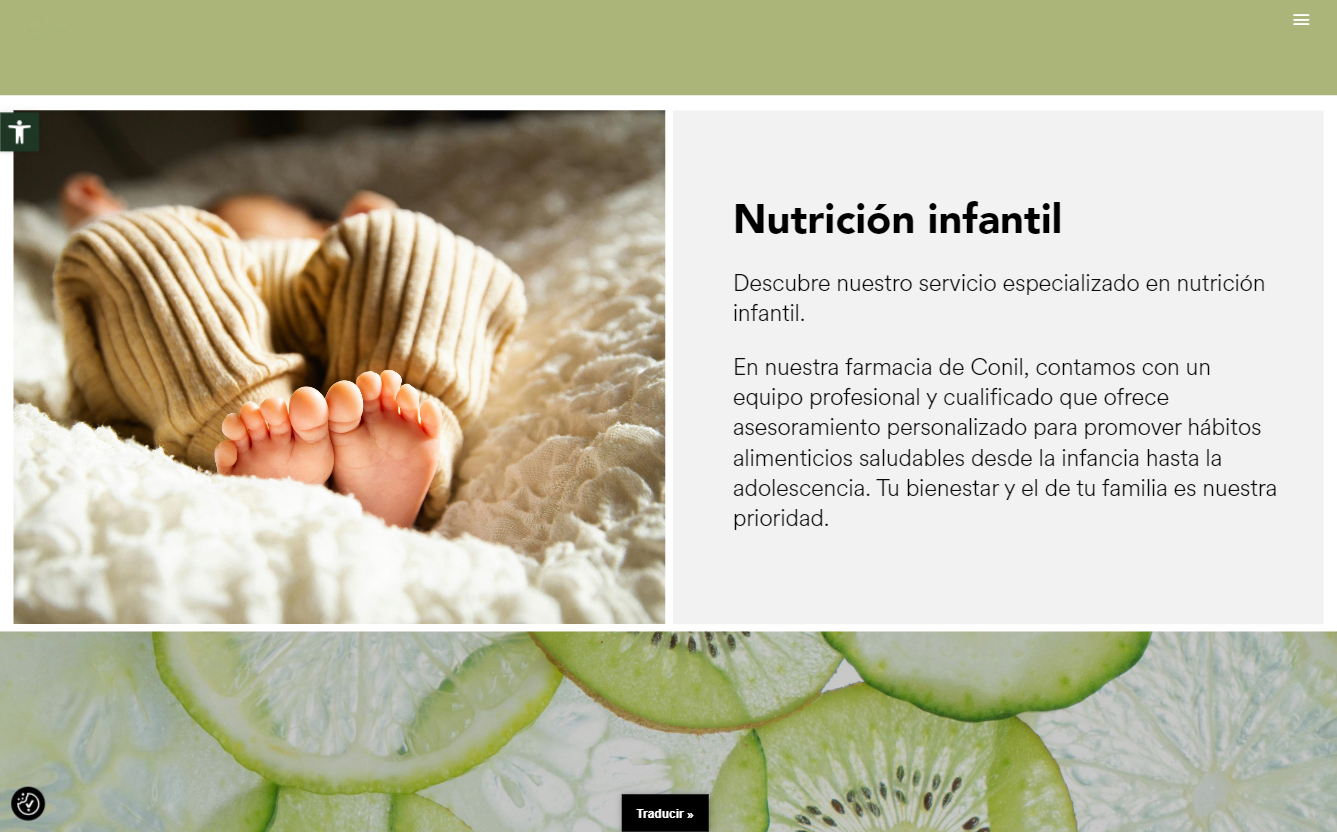 Nutrición infantil
Descubre nuestro servicio especializado en nutrición
infantil.
En nuestra farmacia de Conil, contamos con un
equipo profesional y cualificado que ofrece
asesoramiento personalizado para promover hábitos
alimenticios saludables desde la infancia hasta la
adolescencia. Tu bienestar y el de tu familia es nuestra
prioridad.
Traducir »